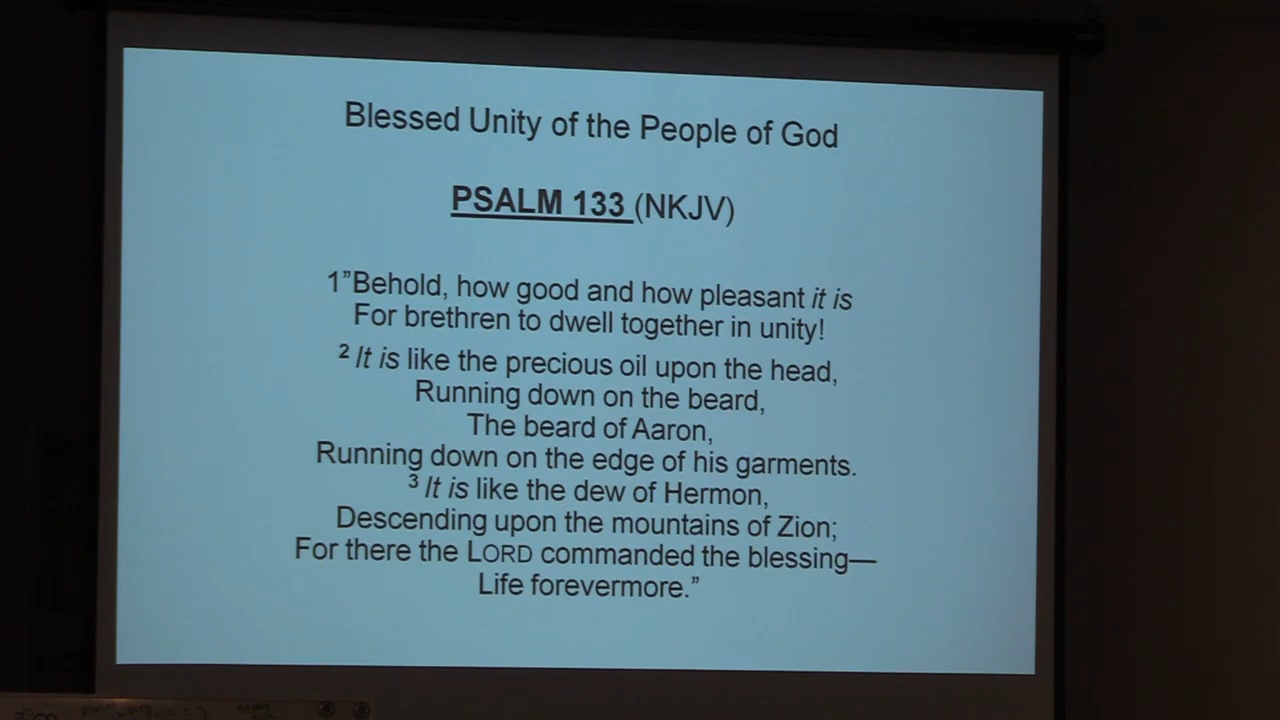 Blessed Unity of the People of God
PSALM 133 (NKJV)
1”Behold, how good and how pleasant it is
For brethren to dwell together in unity!
2 It is like the precious oil upon the head,
Running down on the beard,
The beard of Aaron,
Running down on the edge of his garments.
3 It is like the dew of Hermon,
Descending upon the mountains of Zion;
For there the LORD commanded the blessing—
Life forevermore.”